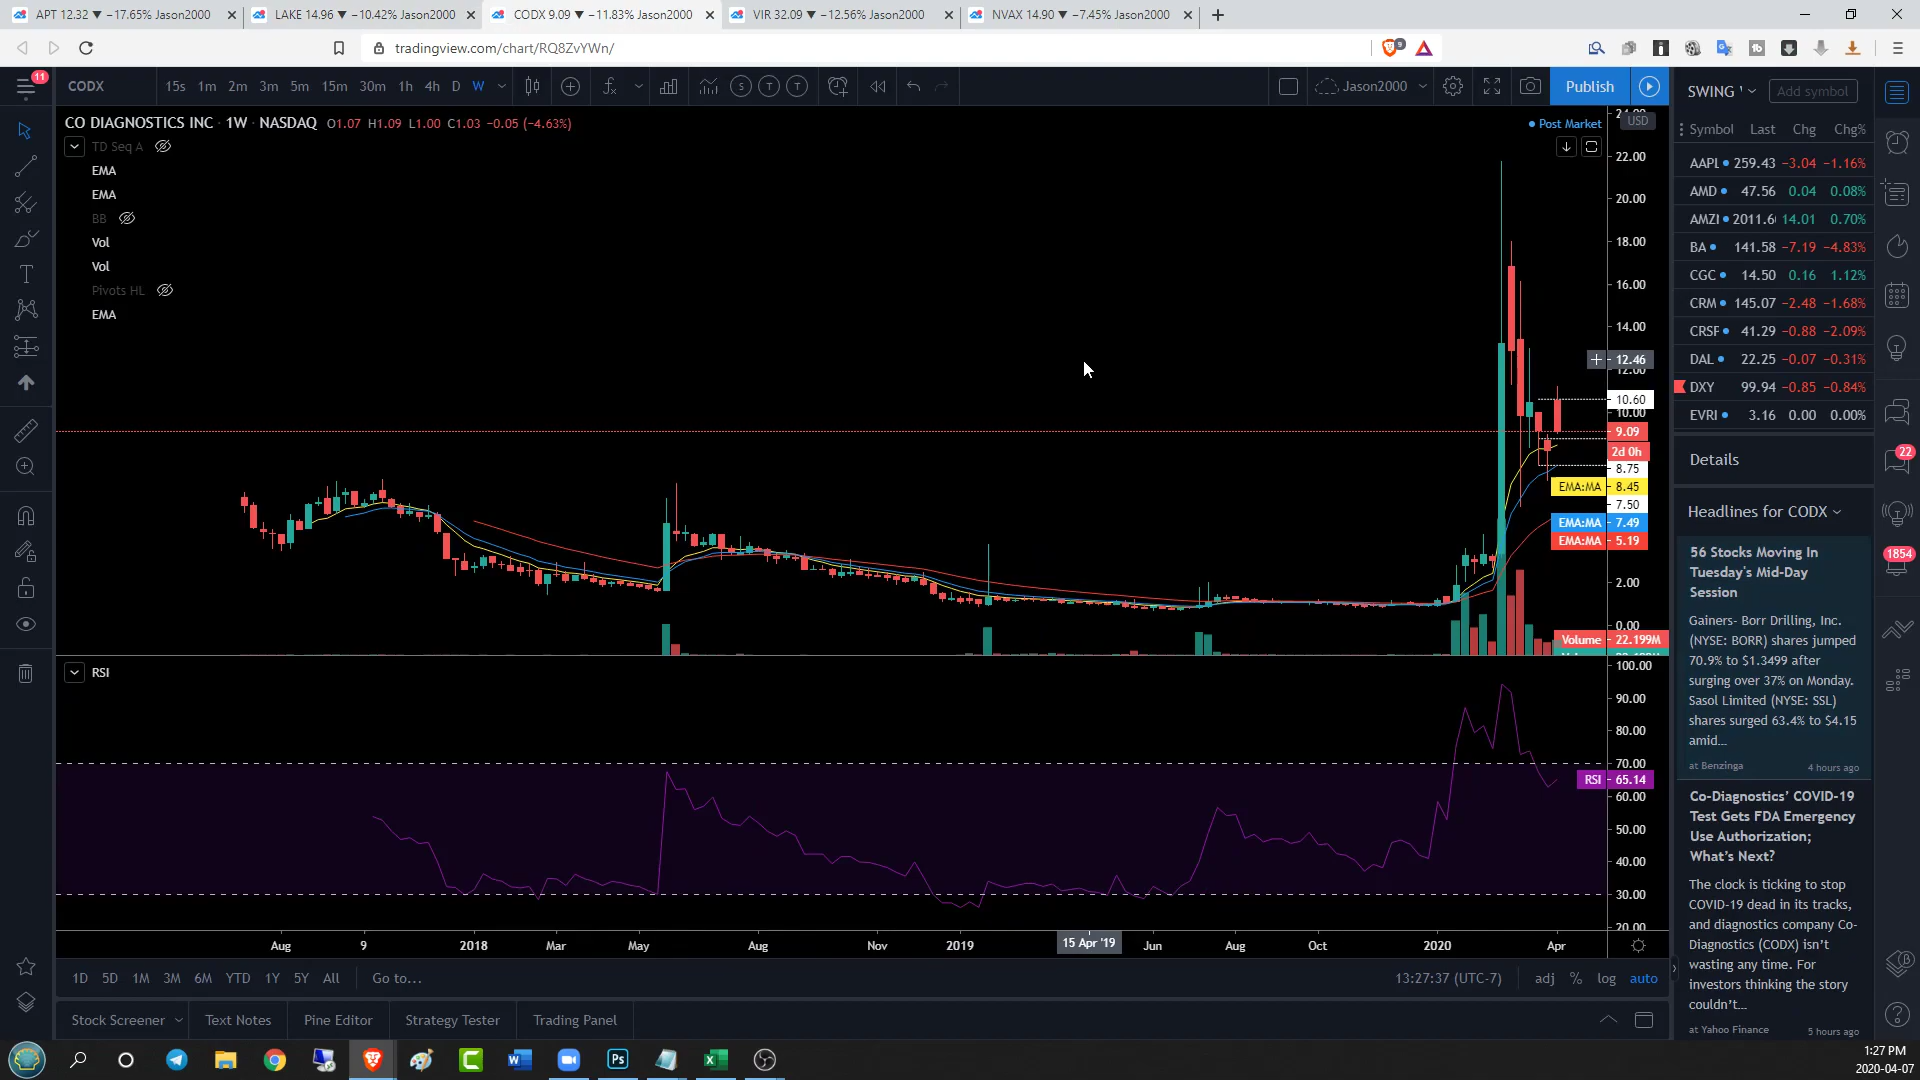 APT 12.32 ▼ −17.65% Jason2000
LAKE 14.96 ▼ −10.42% Jason2000
CODX 9.09 ▼ −11.83% Jason2000
VIR 32.09 ▼ −12.56% Jason2000
NVAX 14.90 ▼ −7.45% Jason2000
tradingview.com/chart/RQ8ZvYWn/
9
11
CODX
15s 1m 2m 3m 5m 15m 30m 1h 4h D W
S T T
Jason2000
Publish
CO DIAGNOSTICS INC · 1W · NASDAQ O1.07 H1.09 L1.00 C1.03 −0.05 (−4.63%)
TD Seq A
EMA
EMA
BB
Vol
Vol
Pivots HL
EMA
Post Market
USD
22.00
20.00
18.00
16.00
14.00
12.46
12.00
10.60
10.00
9.09
2d 0h
8.75
EMA:MA 8.45
7.50
EMA:MA 7.49
EMA:MA 5.19
2.00
0.00
Volume 22.199M
RSI
100.00
90.00
80.00
70.00
RSI 65.14
60.00
50.00
40.00
30.00
20.00
Aug 9 2018 Mar May Aug Nov 2019 15 Apr '19 Jun Aug Oct 2020 Apr
1D 5D 1M 3M 6M YTD 1Y 5Y All Go to...
13:27:37 (UTC-7) adj % log auto
Stock Screener Text Notes Pine Editor Strategy Tester Trading Panel
Add symbol
Symbol Last Chg Chg%
AAPL 259.43 −3.04 −1.16%
AMD 47.56 0.04 0.08%
14.01 0.70%
BA 141.58 −7.19 −4.83%
CGC 14.50 0.16 1.12%
CRM 145.07 −2.48 −1.68%
CRSP 41.29 −0.88 −2.09%
DAL 22.25 −0.07 −0.31%
DXY 99.94 −0.85 −0.84%
EVRI 3.16 0.00 0.00%
Details
Headlines for CODX
56 Stocks Moving In
Tuesday's Mid-Day
Session
Gainers- Borr Drilling, Inc.
(NYSE: BORR) shares jumped
70.9% to $1.3499 after
surging over 37% on Monday.
Sasol Limited (NYSE: SSL)
shares surged 63.4% to $4.15
amid...
at Benzinga 4 hours ago
Co-Diagnostics’ COVID-19
Test Gets FDA Emergency
Use Authorization;
What’s Next?
The clock is ticking to stop
COVID-19 dead in its tracks,
and diagnostics company Co-
Diagnostics (CODX) isn’t
wasting any time. For
investors thinking the story
couldn’t...
at Yahoo Finance 5 hours ago
22
1854
1:27 PM
2020-04-07